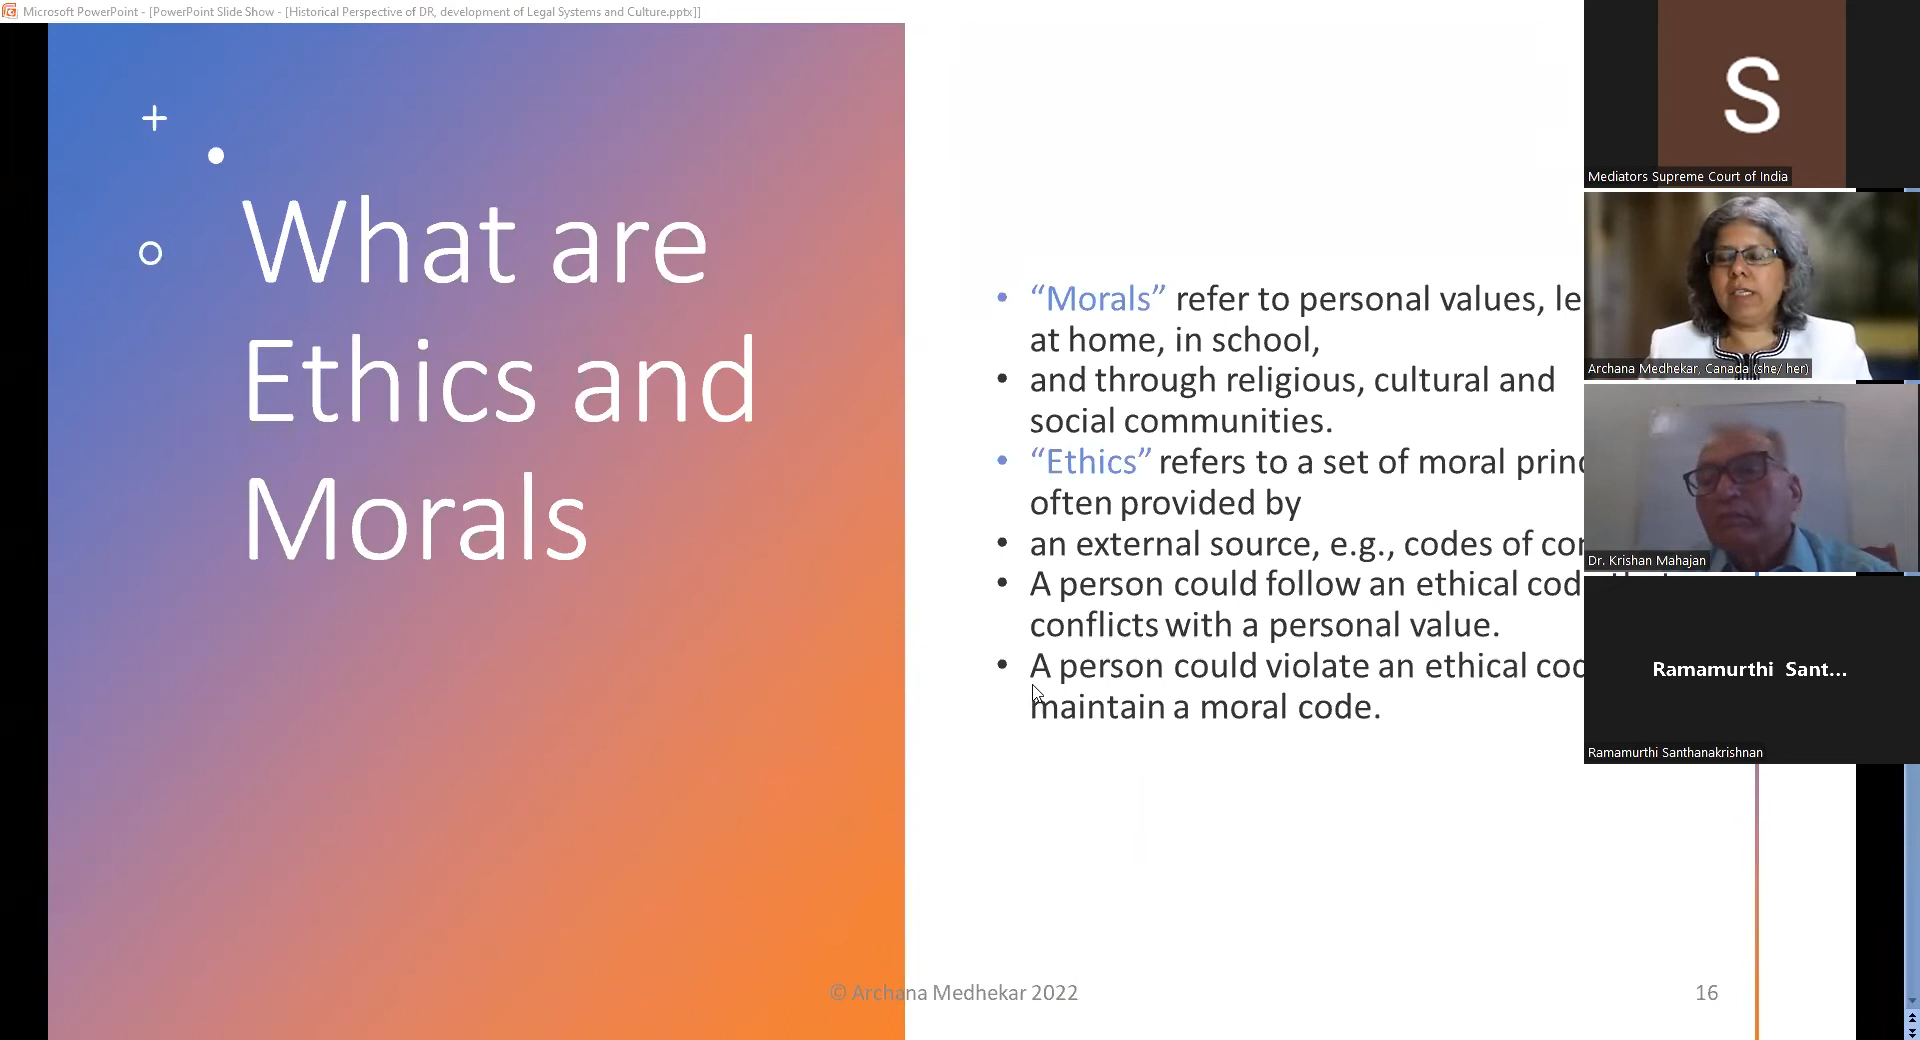 Microsoft PowerPoint - [PowerPoint Slide Show - [Historical Perspective of DR, development of Legal Systems and Culture.pptx]]
What are
Ethics and
Morals
“Morals” refer to personal values,
at home, in school,
and through religious, cultural and
social communities.
“Ethics” refers to a set of moral
often provided by
an external source, e.g., codes of
A person could follow an ethical
conflicts with a personal value.
A person could violate an ethical
maintain a moral code.
© Archana Medhekar 2022
16
S
Mediators Supreme Court of India
Archana Medhekar, Canada (she/ her)
Dr. Krishan Mahajan
Ramamurthi Sant...
Ramamurthi Santhanakrishnan